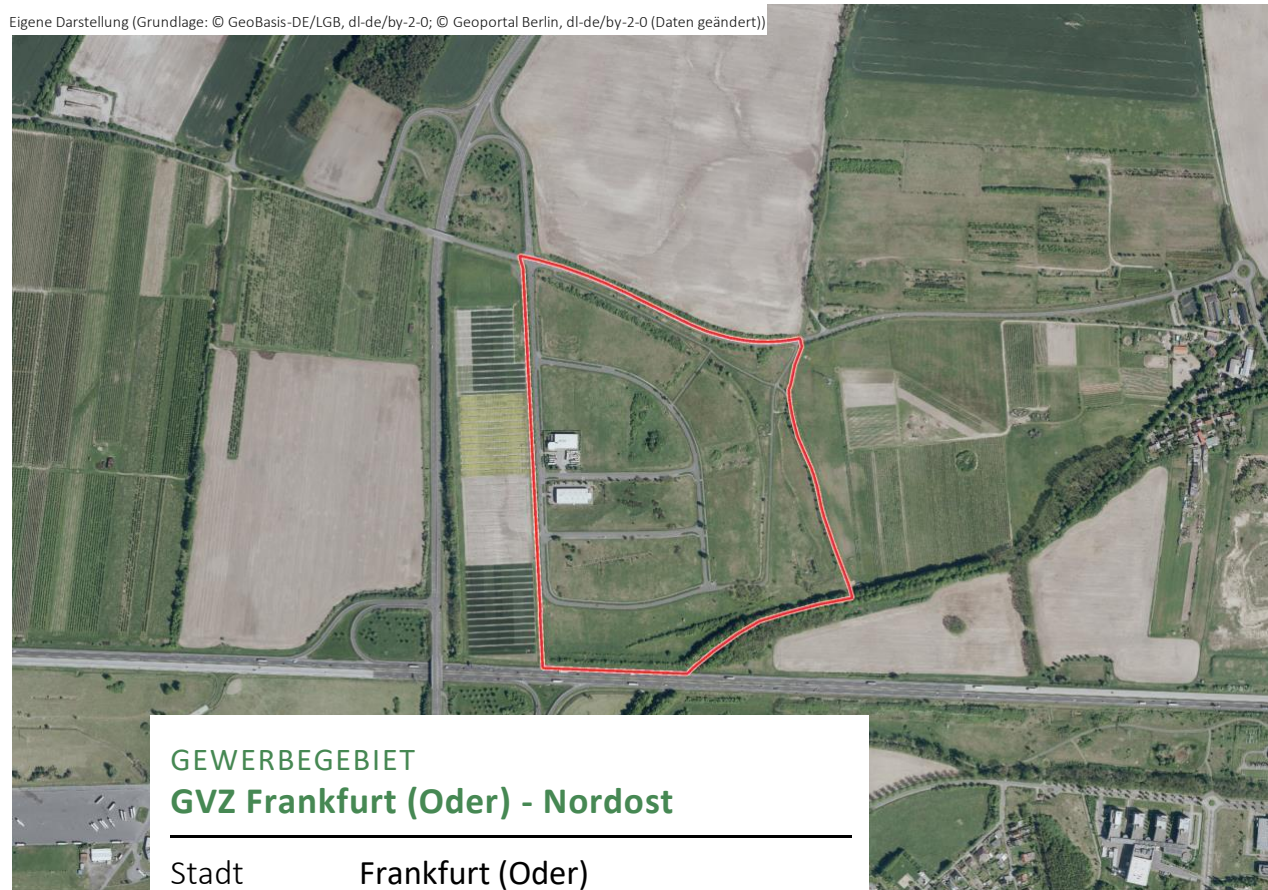 Eigene Darstellung (Grundlage: © GeoBasis-DE/LGB, dl-de/by-2-0; © Geoportal Berlin, dl-de/by-2-0 (Daten geändert))
GEWERBEGEBIET
GVZ Frankfurt (Oder) - Nordost
Stadt Frankfurt (Oder)